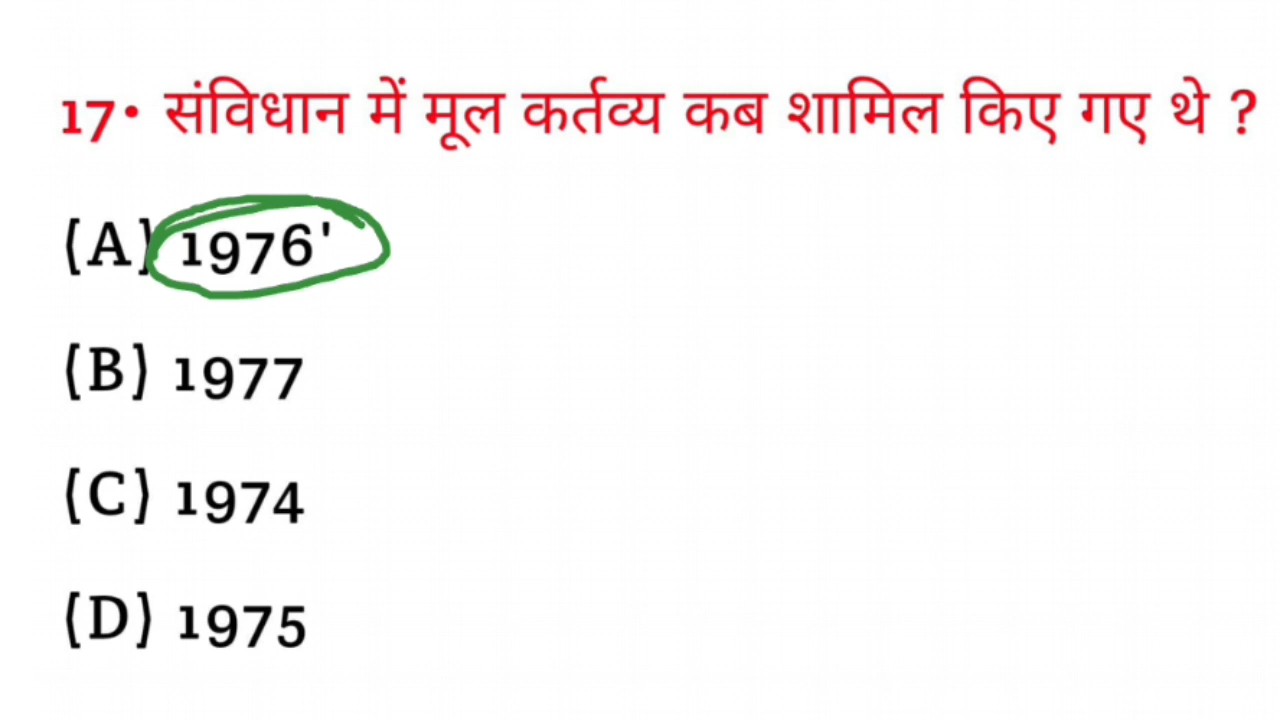 17• संविधान में मूल कर्तव्य कब शामिल किए गए थे ?
(A) 1976'
(B) 1977
(C) 1974
(D) 1975